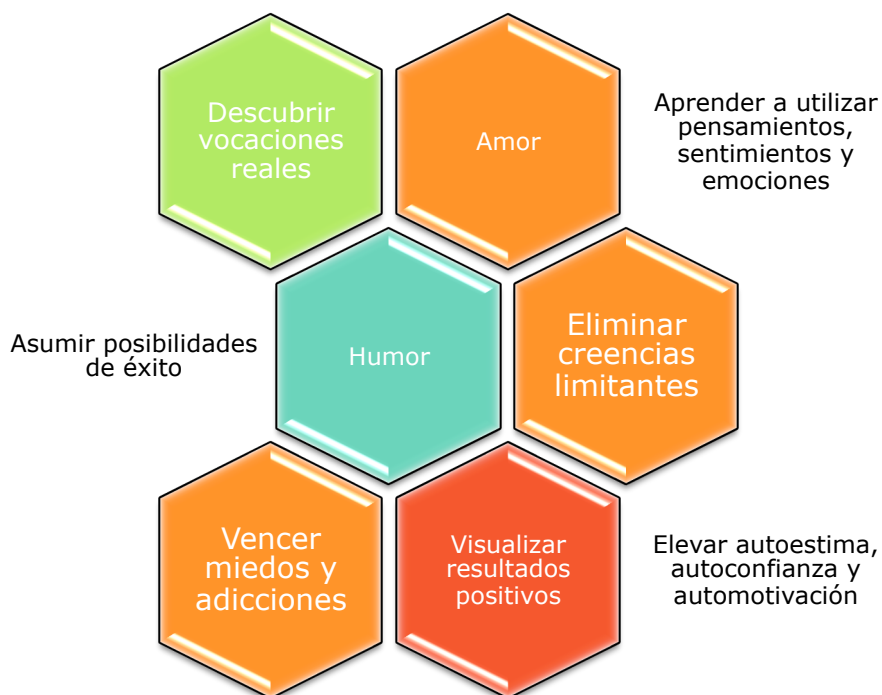 Descubrir
vocaciones
reales
Amor
Aprender a utilizar
pensamientos,
sentimientos y
emociones
Asumir posibilidades
de éxito
Humor
Eliminar
creencias
limitantes
Vencer
miedos y
adicciones
Visualizar
resultados
positivos
Elevar autoestima,
autoconfianza y
automotivación